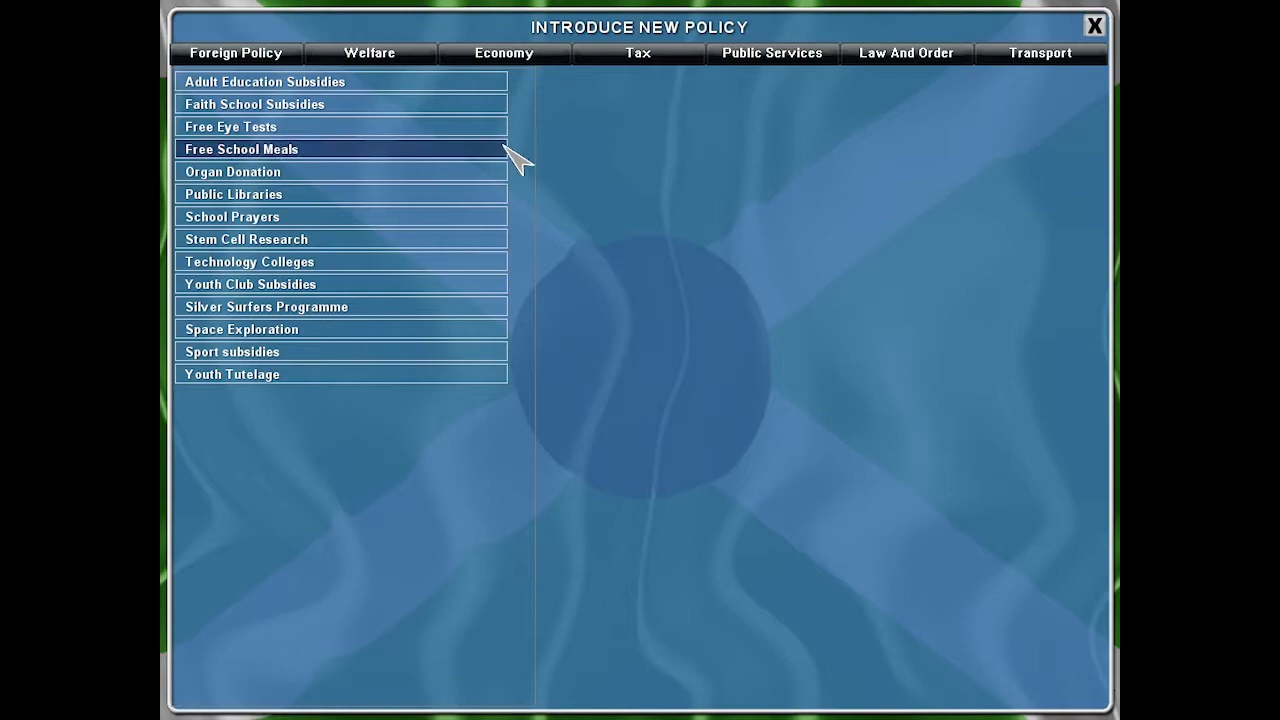 INTRODUCE NEW POLICY
X
Foreign Policy
Welfare
Economy
Tax
Public Services
Law And Order
Transport
Adult Education Subsidies
Faith School Subsidies
Free Eye Tests
Free School Meals
Organ Donation
Public Libraries
School Prayers
Stem Cell Research
Technology Colleges
Youth Club Subsidies
Silver Surfers Programme
Space Exploration
Sport subsidies
Youth Tutelage